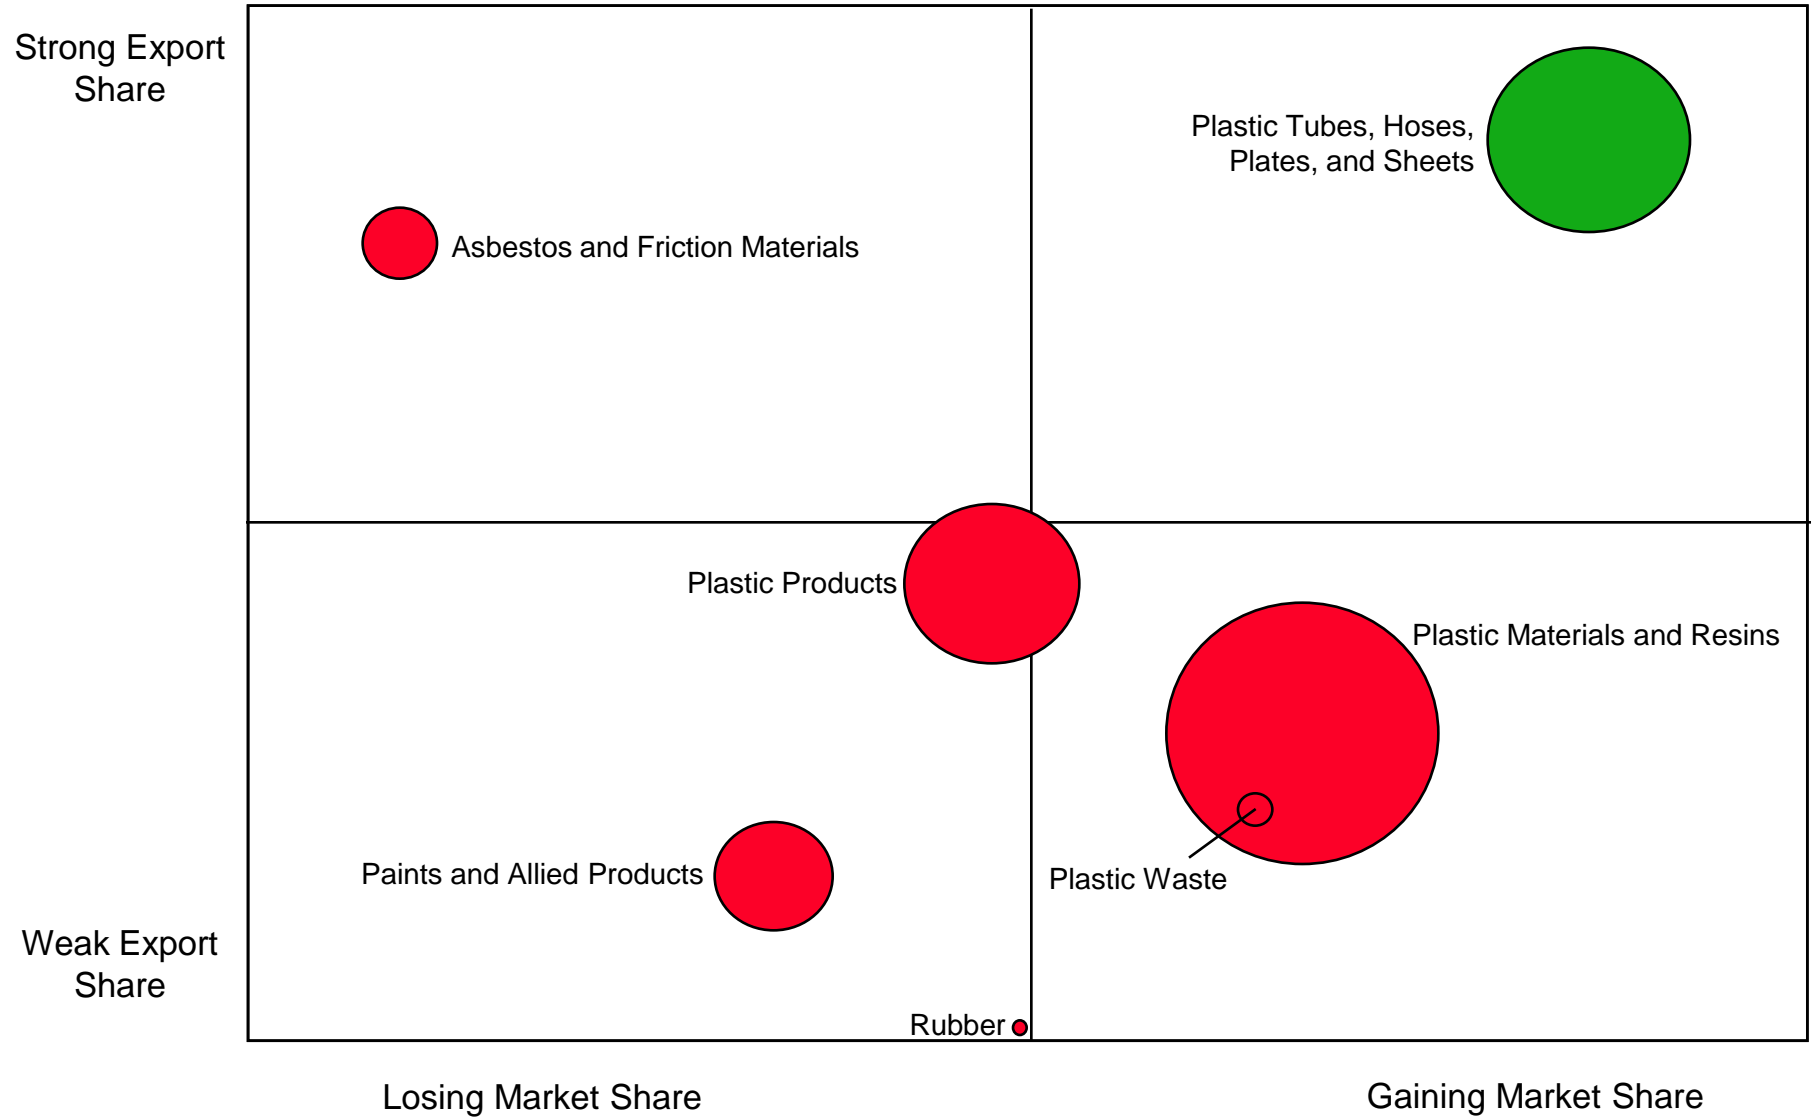 Strong Export
Share
Plastic Tubes, Hoses,
Plates, and Sheets
Asbestos and Friction Materials
Plastic Products
Plastic Materials and Resins
Paints and Allied Products
Plastic Waste
Weak Export
Share
Rubber
Losing Market Share
Gaining Market Share